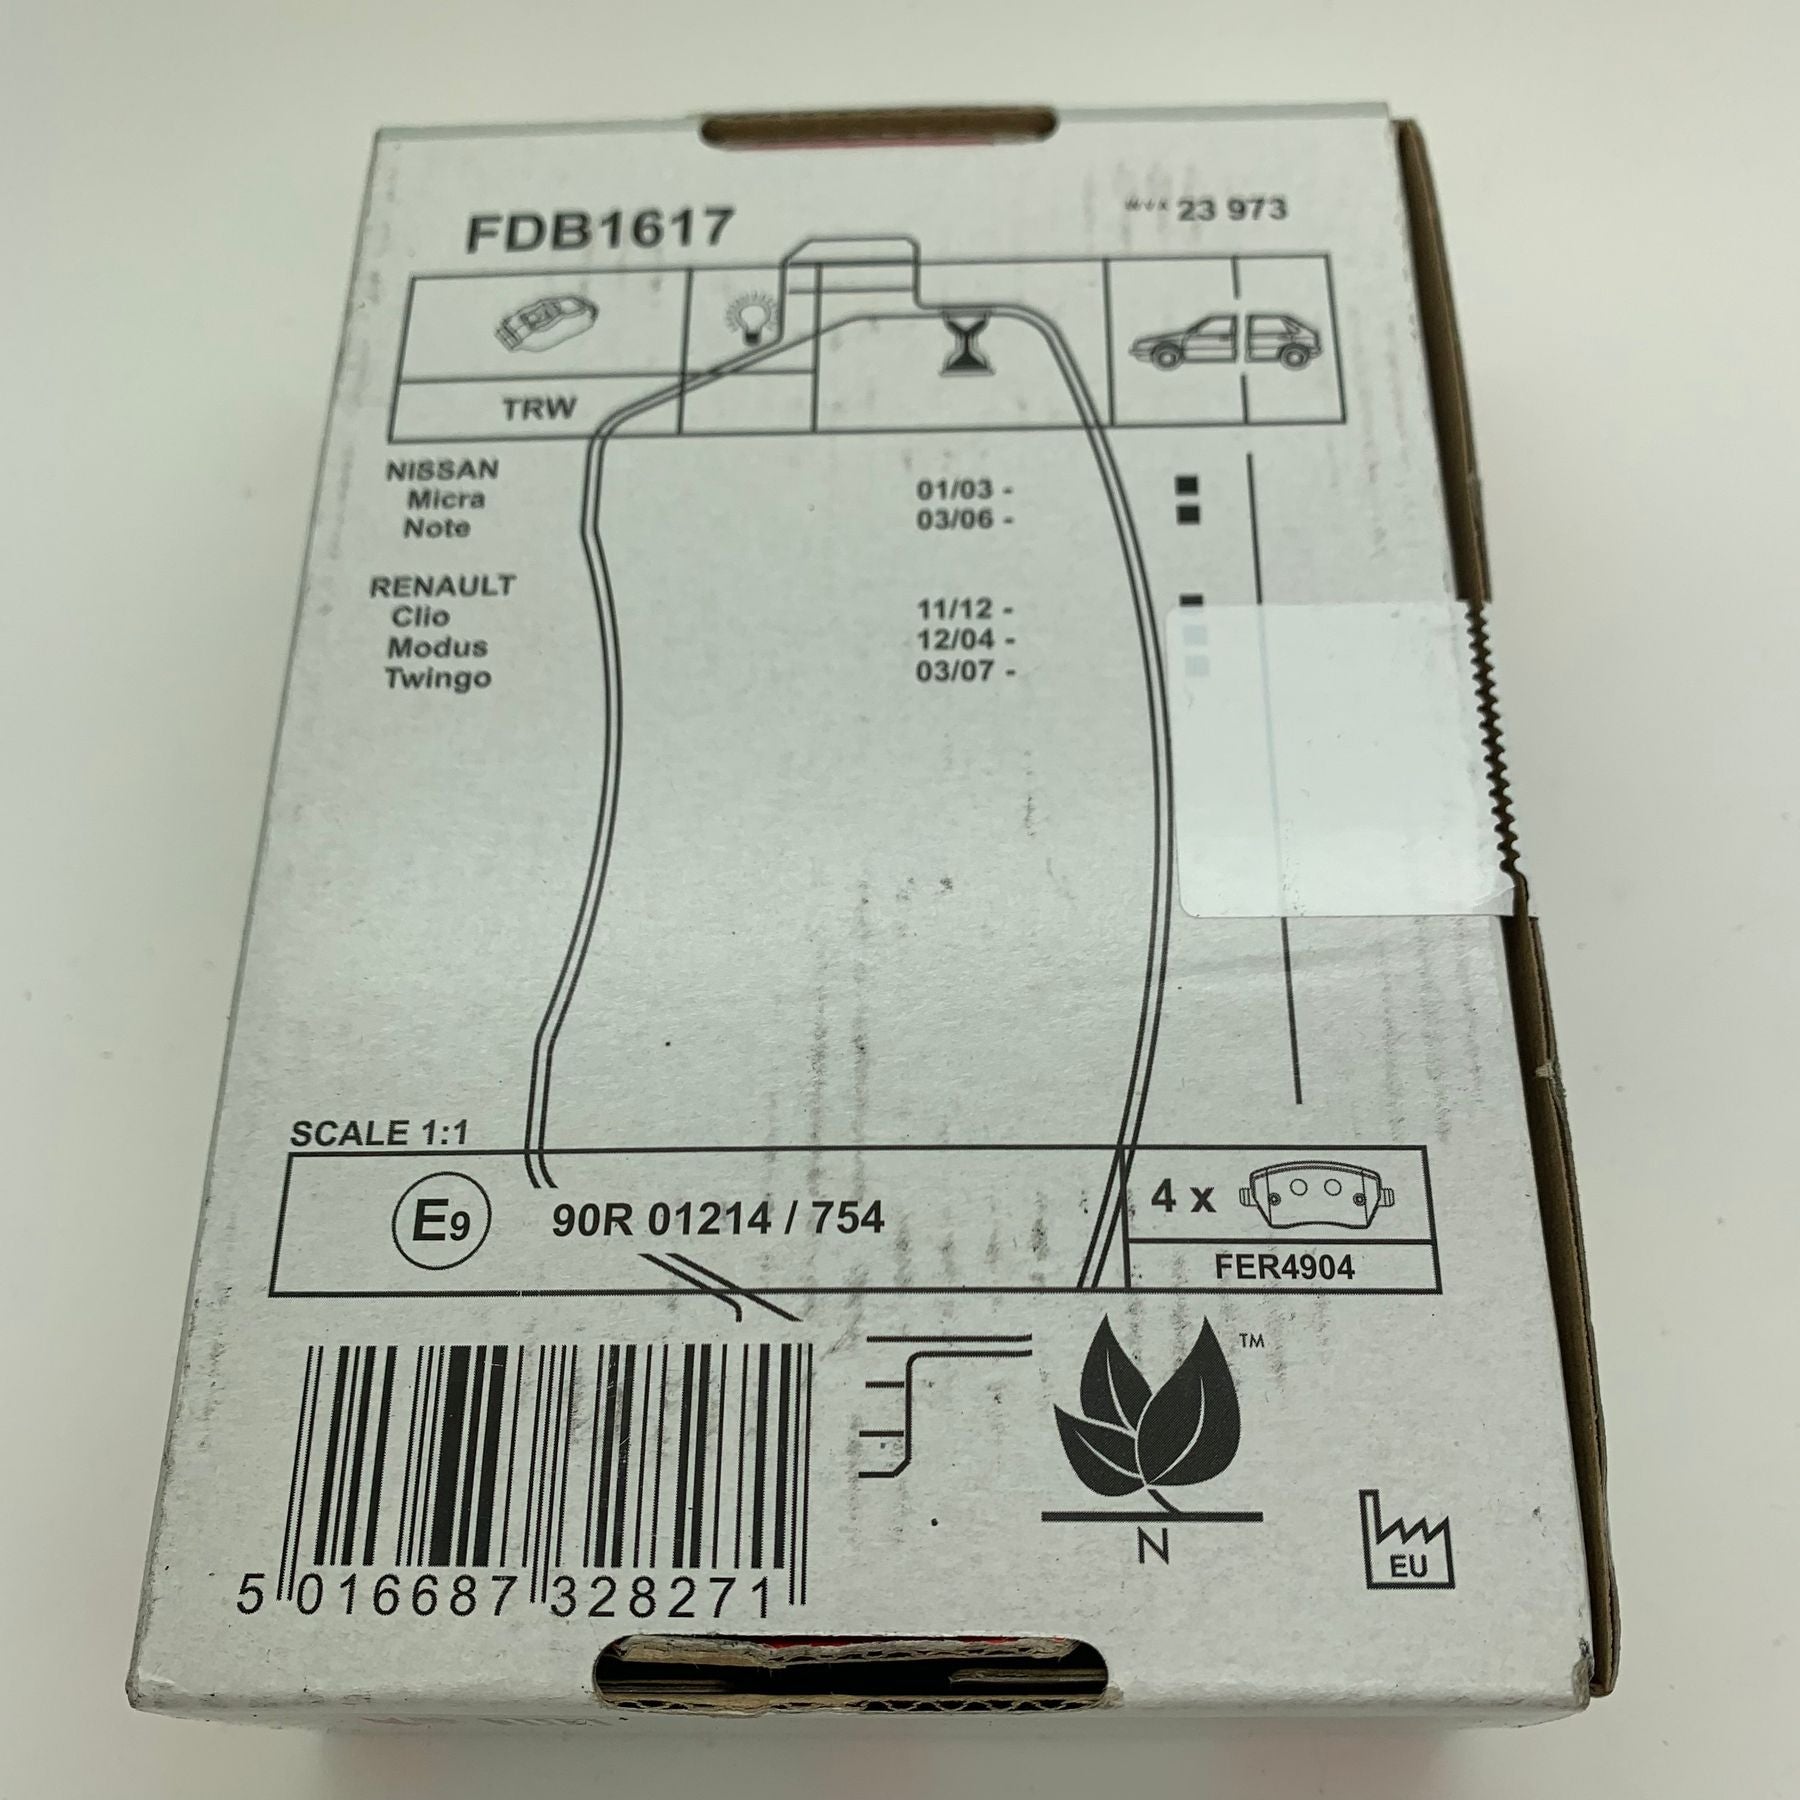 FDB1617
23 973
TRW
NISSAN
Micra 01/03 -
Note 03/06 -
RENAULT
Clio 11/12 -
Modus 12/04 -
Twingo 03/07 -
SCALE 1:1
E9 90R 01214 / 754
4 x
FER4904
TM
N
EU
5 016687 328271